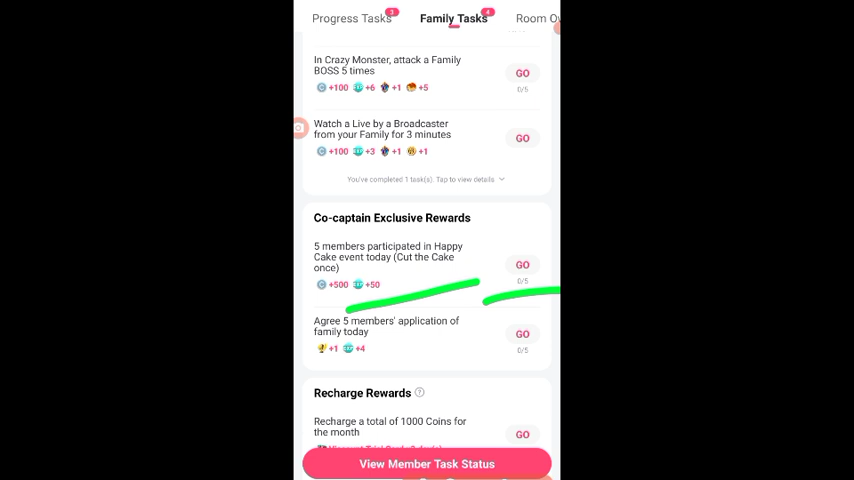 Progress Tasks 3
Family Tasks 4
Room Ow
In Crazy Monster, attack a Family
BOSS 5 times
GO
+100 +6 +1 +5
0/5
Watch a Live by a Broadcaster
from your Family for 3 minutes
GO
+100 +3 +1 +1
You've completed 1 task(s). Tap to view details
Co-captain Exclusive Rewards
5 members participated in Happy
Cake event today (Cut the Cake
once)
GO
0/5
+500 +50
Agree 5 members' application of
family today
GO
0/5
+1 +4
Recharge Rewards ?
Recharge a total of 1000 Coins for
the month
GO
View Member Task Status